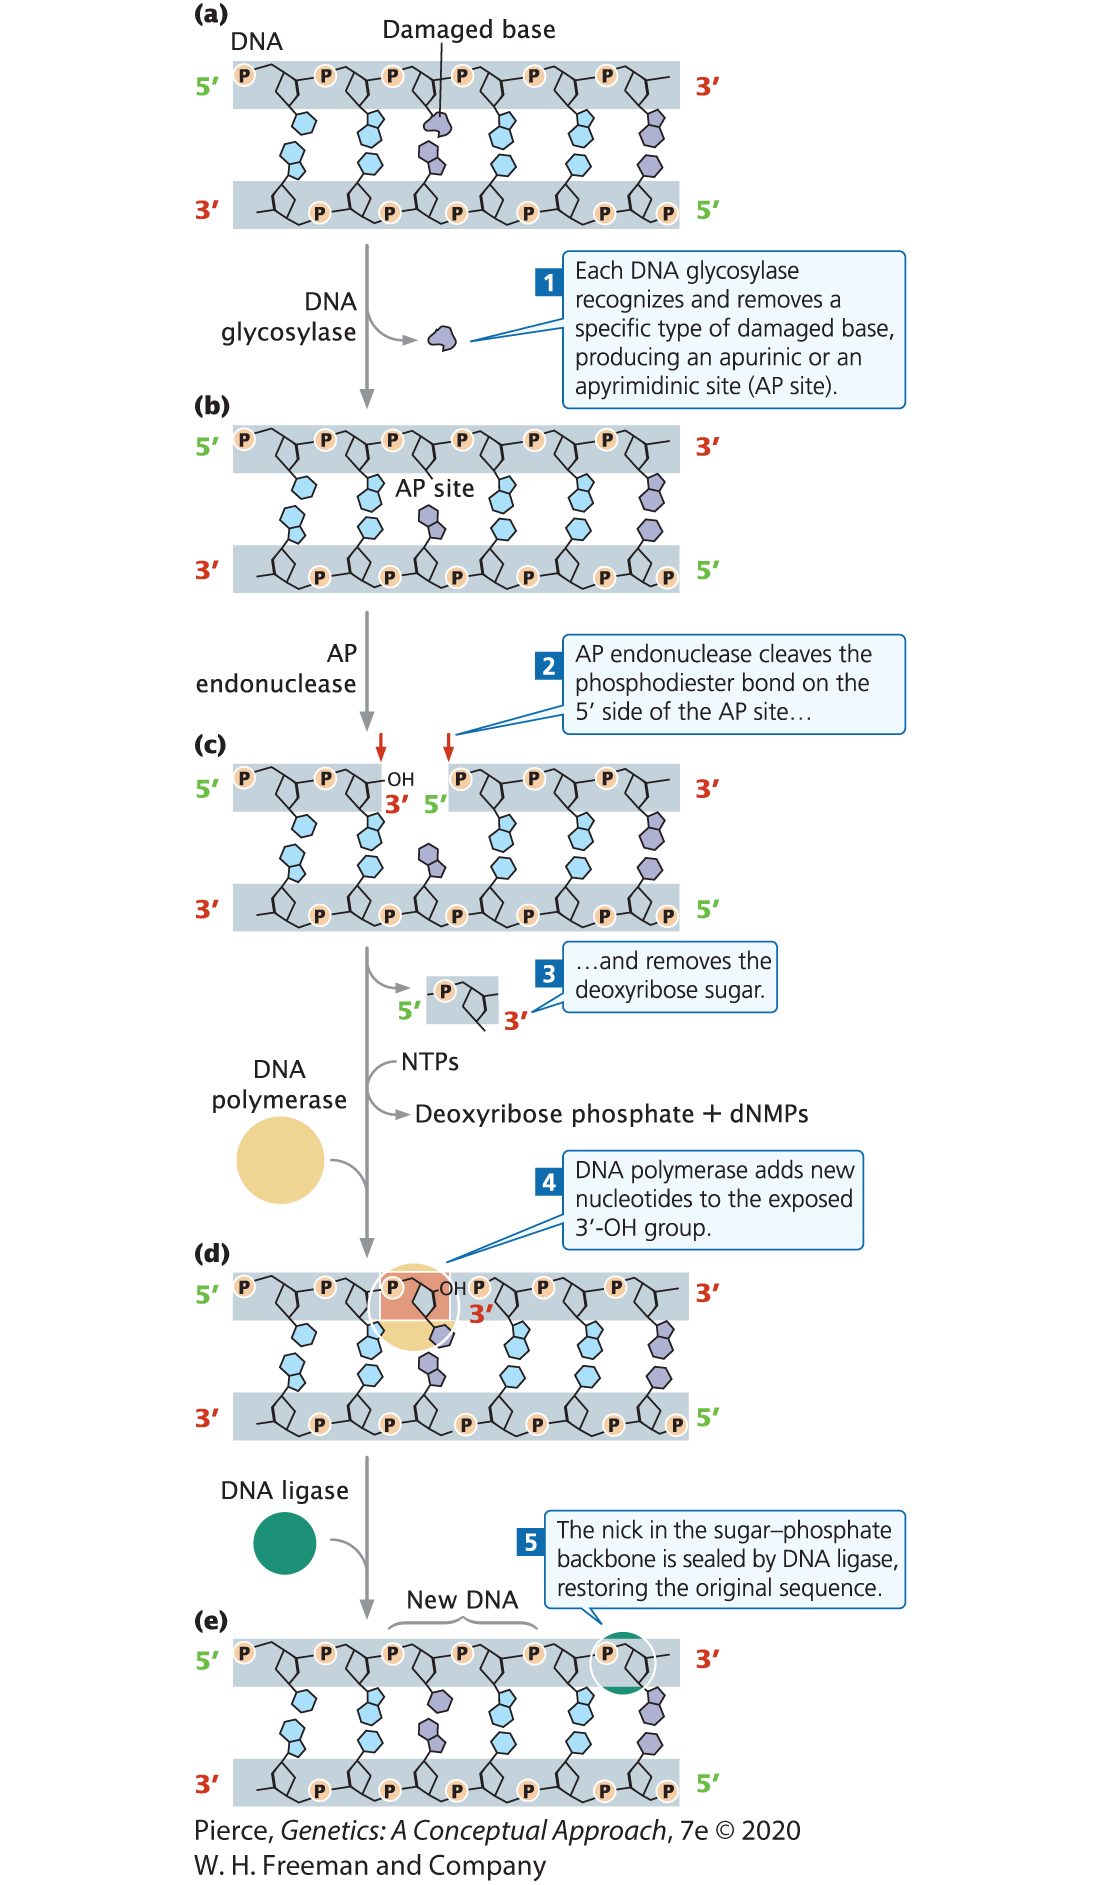 (a)
Damaged base
DNA
P P P P P P
5′ 3′
3′ 5′
P P P P P P
1 Each DNA glycosylase
recognizes and removes a
specific type of damaged base,
producing an apurinic or an
apyrimidinic site (AP site).
DNA
glycosylase
(b)
P P P P P P
5′ 3′
AP site
3′ 5′
P P P P P P
AP
endonuclease
2 AP endonuclease cleaves the
phosphodiester bond on the
5′ side of the AP site…
(c)
P P OH P P P
5′ 3′ 5′ 3′
3′ 5′
P P P P P P
3 …and removes the
deoxyribose sugar.
P
5′ 3′
NTPs
DNA
polymerase
Deoxyribose phosphate + dNMPs
4 DNA polymerase adds new
nucleotides to the exposed
3′-OH group.
(d)
P P P OH P P P
5′ 3′ 3′
3′ 5′
P P P P P P
DNA ligase
5 The nick in the sugar–phosphate
backbone is sealed by DNA ligase,
restoring the original sequence.
New DNA
(e)
P P P P P P
5′ 3′
3′ 5′
P P P P P P
Pierce, Genetics: A Conceptual Approach, 7e © 2020
W. H. Freeman and Company